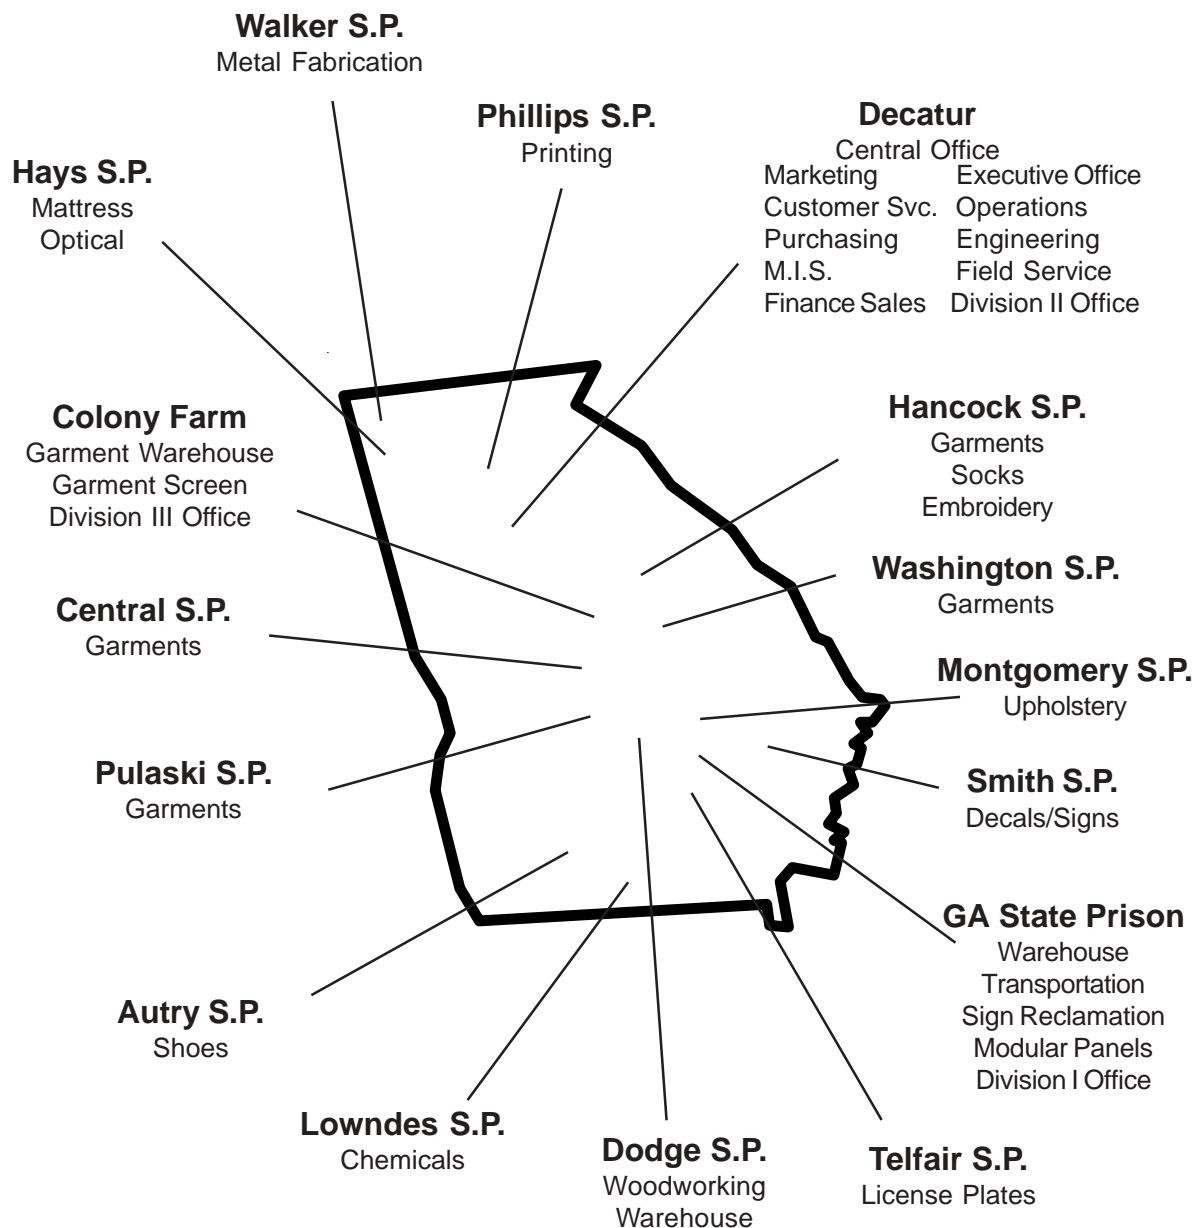 Walker S.P.
Metal Fabrication
Phillips S.P.
Printing
Decatur
Central Office
Marketing Executive Office
Customer Svc. Operations
Purchasing Engineering
M.I.S. Field Service
Finance Sales Division II Office
Hays S.P.
Mattress
Optical
Colony Farm
Garment Warehouse
Garment Screen
Division III Office
Hancock S.P.
Garments
Socks
Embroidery
Washington S.P.
Garments
Central S.P.
Garments
Montgomery S.P.
Upholstery
Pulaski S.P.
Garments
Smith S.P.
Decals/Signs
GA State Prison
Warehouse
Transportation
Sign Reclamation
Modular Panels
Division I Office
Autry S.P.
Shoes
Lowndes S.P.
Chemicals
Dodge S.P.
Woodworking
Warehouse
Telfair S.P.
License Plates